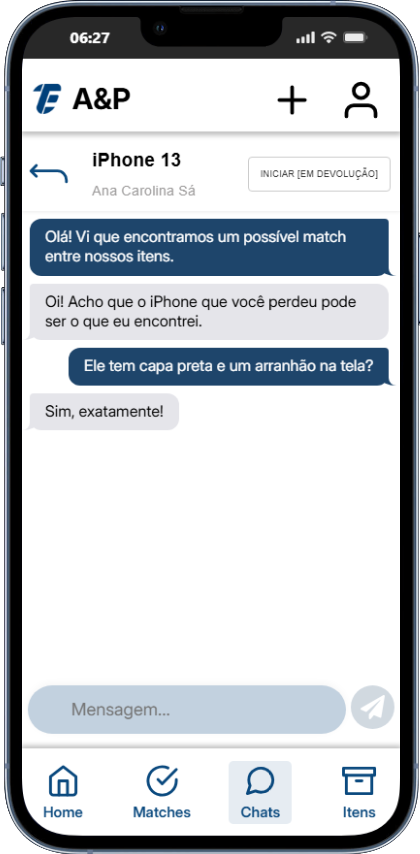 06:27
A&P
iPhone 13
INICIAR [EM DEVOLUÇÃO]
Ana Carolina Sá
Olá! Vi que encontramos um possível match
entre nossos itens.
Oi! Acho que o iPhone que você perdeu pode
ser o que eu encontrei.
Ele tem capa preta e um arranhão na tela?
Sim, exatamente!
Mensagem...
Home
Matches
Chats
Itens